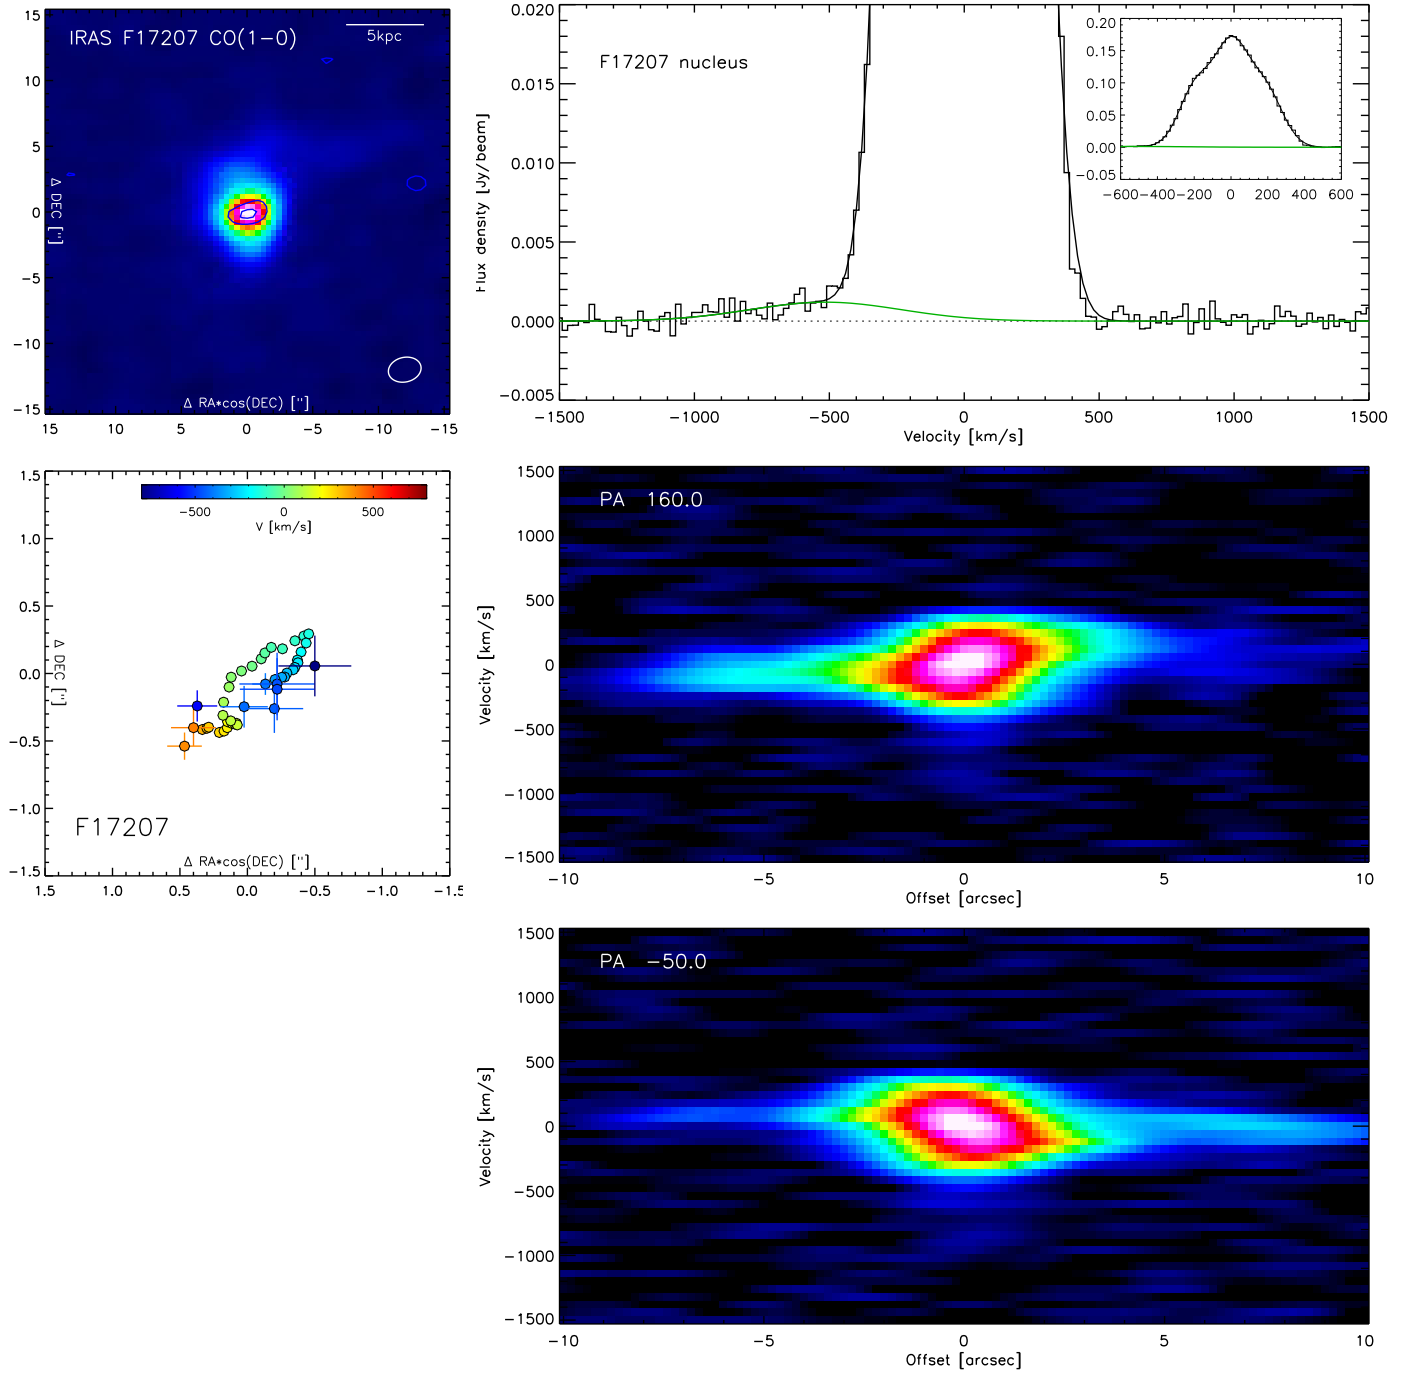 IRAS F17207 CO(1−0)
5kpc
15
10
5
0
−5
−10
−15
Δ DEC ["]
Δ RA*cos(DEC) ["]
15 10 5 0 −5 −10 −15
F17207 nucleus
Flux density [Jy/beam]
0.020
0.015
0.010
0.005
0.000
−0.005
−1500 −1000 −500 0 500 1000 1500
Velocity [km/s]
0.20
0.15
0.10
0.05
0.00
−0.05
−600 −400 −200 0 200 400 600
1.5
1.0
0.5
0.0
−0.5
−1.0
−1.5
−500 0 500
V [km/s]
Δ DEC ["]
F17207
Δ RA*cos(DEC) ["]
1.5 1.0 0.5 0.0 −0.5 −1.0 −1.5
PA 160.0
Velocity [km/s]
1500
1000
500
0
−500
−1000
−1500
−10 −5 0 5 10
Offset [arcsec]
PA −50.0
Velocity [km/s]
1500
1000
500
0
−500
−1000
−1500
−10 −5 0 5 10
Offset [arcsec]